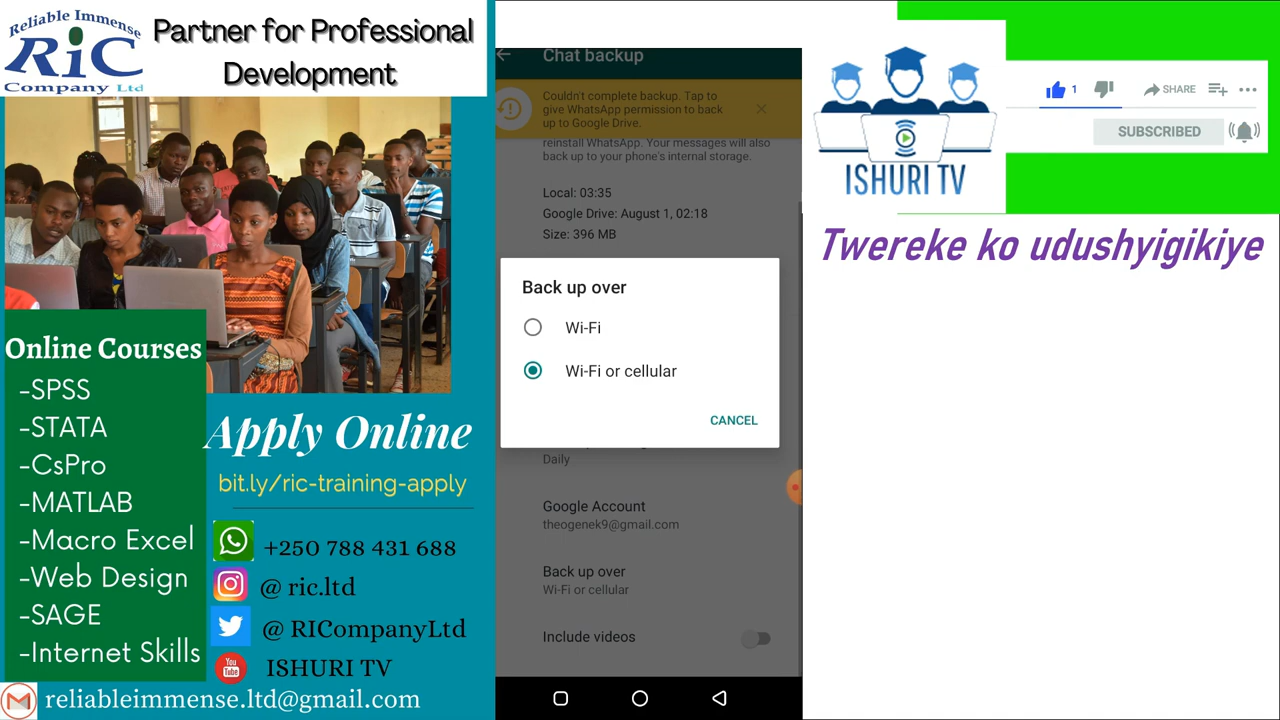 Reliable Immense
RiC
Company Ltd
Partner for Professional
Development
Online Courses
-SPSS
-STATA
-CsPro
-MATLAB
-Macro Excel
-Web Design
-SAGE
-Internet Skills
Apply Online
bit.ly/ric-training-apply
+250 788 431 688
@ ric.ltd
@ RICompanyLtd
You
Tube
ISHURI TV
reliableimmense.ltd@gmail.com
Chat backup
Couldn't complete backup. Tap to
give WhatsApp permission to back
up to Google Drive.
reinstall WhatsApp. Your messages will also
back up to your phone's internal storage.
Local: 03:35
Google Drive: August 1, 02:18
Size: 396 MB
Back up over
Wi-Fi
Wi-Fi or cellular
CANCEL
Daily
Google Account
theogenek9@gmail.com
Back up over
Wi-Fi or cellular
Include videos
ISHURI TV
1
SHARE
SUBSCRIBED
Twereke ko udushyigikiye